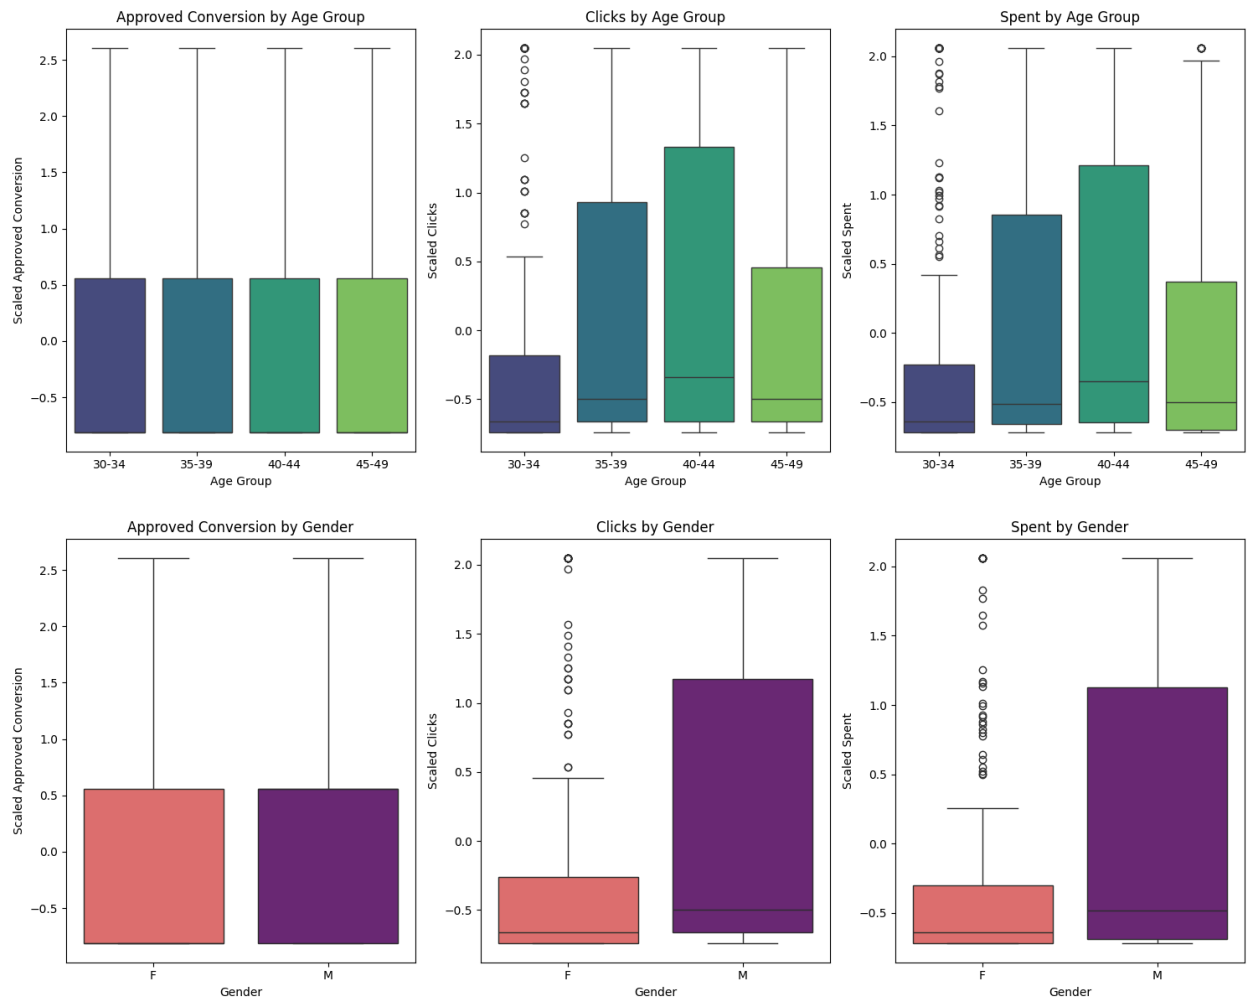 Approved Conversion by Age Group
Scaled Approved Conversion
2.5
2.0
1.5
1.0
0.5
0.0
−0.5
30-34 35-39 40-44 45-49
Age Group
Clicks by Age Group
Scaled Clicks
2.0
1.5
1.0
0.5
0.0
−0.5
30-34 35-39 40-44 45-49
Age Group
Spent by Age Group
Scaled Spent
2.0
1.5
1.0
0.5
0.0
−0.5
30-34 35-39 40-44 45-49
Age Group
Approved Conversion by Gender
Scaled Approved Conversion
2.5
2.0
1.5
1.0
0.5
0.0
−0.5
F M
Gender
Clicks by Gender
Scaled Clicks
2.0
1.5
1.0
0.5
0.0
−0.5
F M
Gender
Spent by Gender
Scaled Spent
2.0
1.5
1.0
0.5
0.0
−0.5
F M
Gender